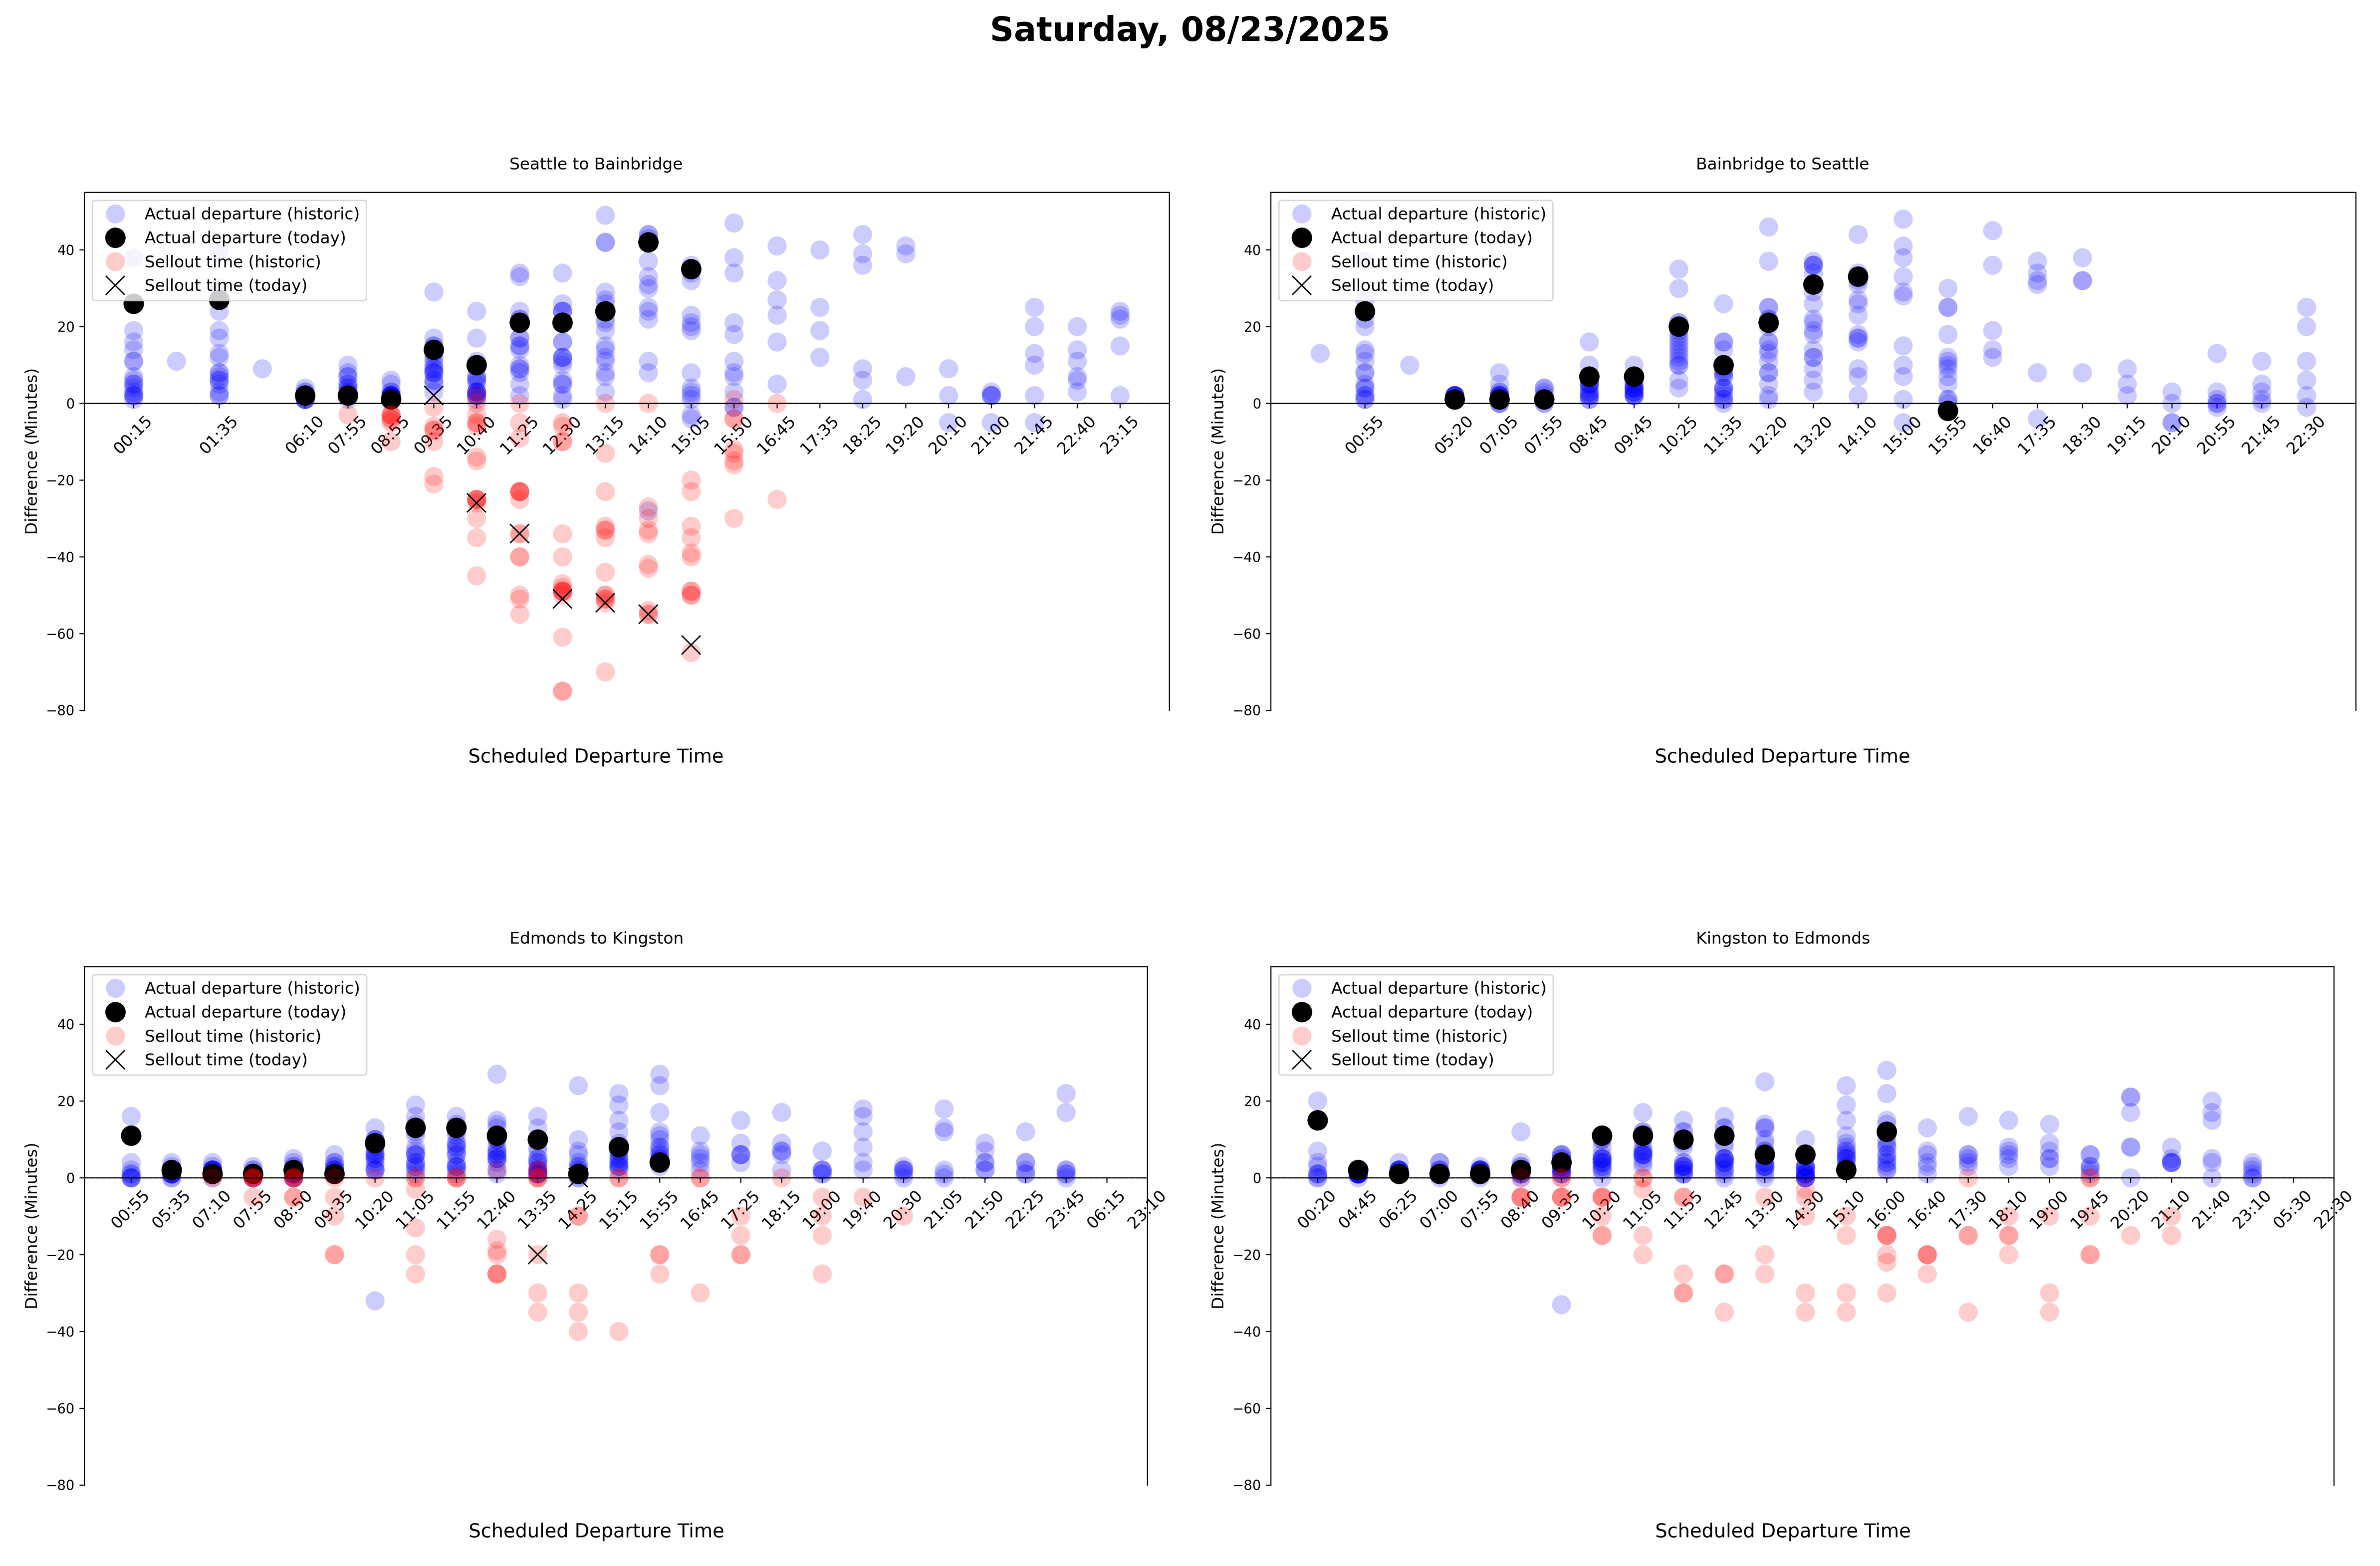 Saturday, 08/23/2025
Seattle to Bainbridge
Actual departure (historic)
Actual departure (today)
Sellout time (historic)
Sellout time (today)
Difference (Minutes)
40
20
0
−20
−40
−60
−80
00:15 01:35 06:10 07:55 08:55 09:35 10:40 11:25 12:30 13:15 14:10 15:05 15:50 16:45 17:35 18:25 19:20 20:10 21:00 21:45 22:40 23:15
Scheduled Departure Time
Bainbridge to Seattle
Actual departure (historic)
Actual departure (today)
Sellout time (historic)
Sellout time (today)
Difference (Minutes)
40
20
0
−20
−40
−60
−80
00:55 05:20 07:05 07:55 08:45 09:45 10:25 11:35 12:20 13:20 14:10 15:00 15:55 16:40 17:35 18:30 19:15 20:10 20:55 21:45 22:30
Scheduled Departure Time
Edmonds to Kingston
Actual departure (historic)
Actual departure (today)
Sellout time (historic)
Sellout time (today)
Difference (Minutes)
40
20
0
−20
−40
−60
−80
00:55 05:35 07:10 07:55 08:50 09:35 10:20 11:05 11:55 12:40 13:35 14:25 15:15 15:55 16:45 17:25 18:15 19:00 19:40 20:30 21:05 21:50 22:25 23:45 06:15 23:10
Scheduled Departure Time
Kingston to Edmonds
Actual departure (historic)
Actual departure (today)
Sellout time (historic)
Sellout time (today)
Difference (Minutes)
40
20
0
−20
−40
−60
−80
00:20 04:45 06:25 07:00 07:55 08:40 09:35 10:20 11:05 11:55 12:45 13:30 14:30 15:10 16:00 16:40 17:30 18:10 19:00 19:45 20:20 21:10 21:40 23:10 05:30 22:30
Scheduled Departure Time